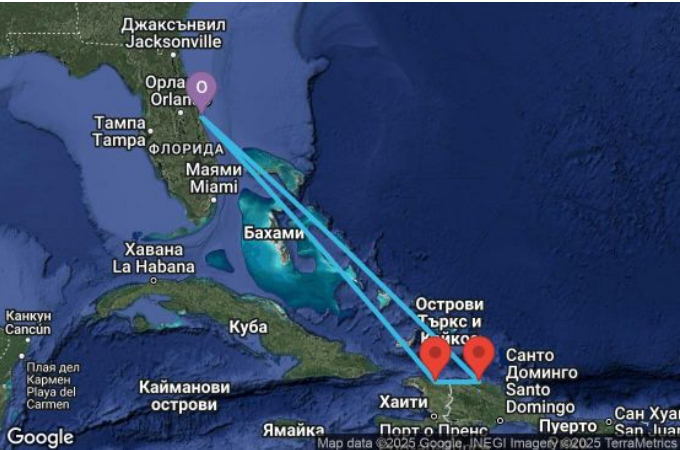 Джаксънвил
Jacksonville
Орла
Orlan
O
Тампа
Tampa
ФЛОРИДА
Маями
Miami
Бахами
Хавана
La Habana
Канкун
Cancún
Куба
Острови
Търкс и
Кайкос
Плая дел
Кармен
Playa del
Carmen
Кайманови
острови
Санто
Доминго
Santo
Domingo
Хаити
Ямайка
Порт о Пренс
Пуерто
Сан Хуа
San Juan
Google
Map data ©2025 Google, INEGI Imagery ©2025 TerraMetrics